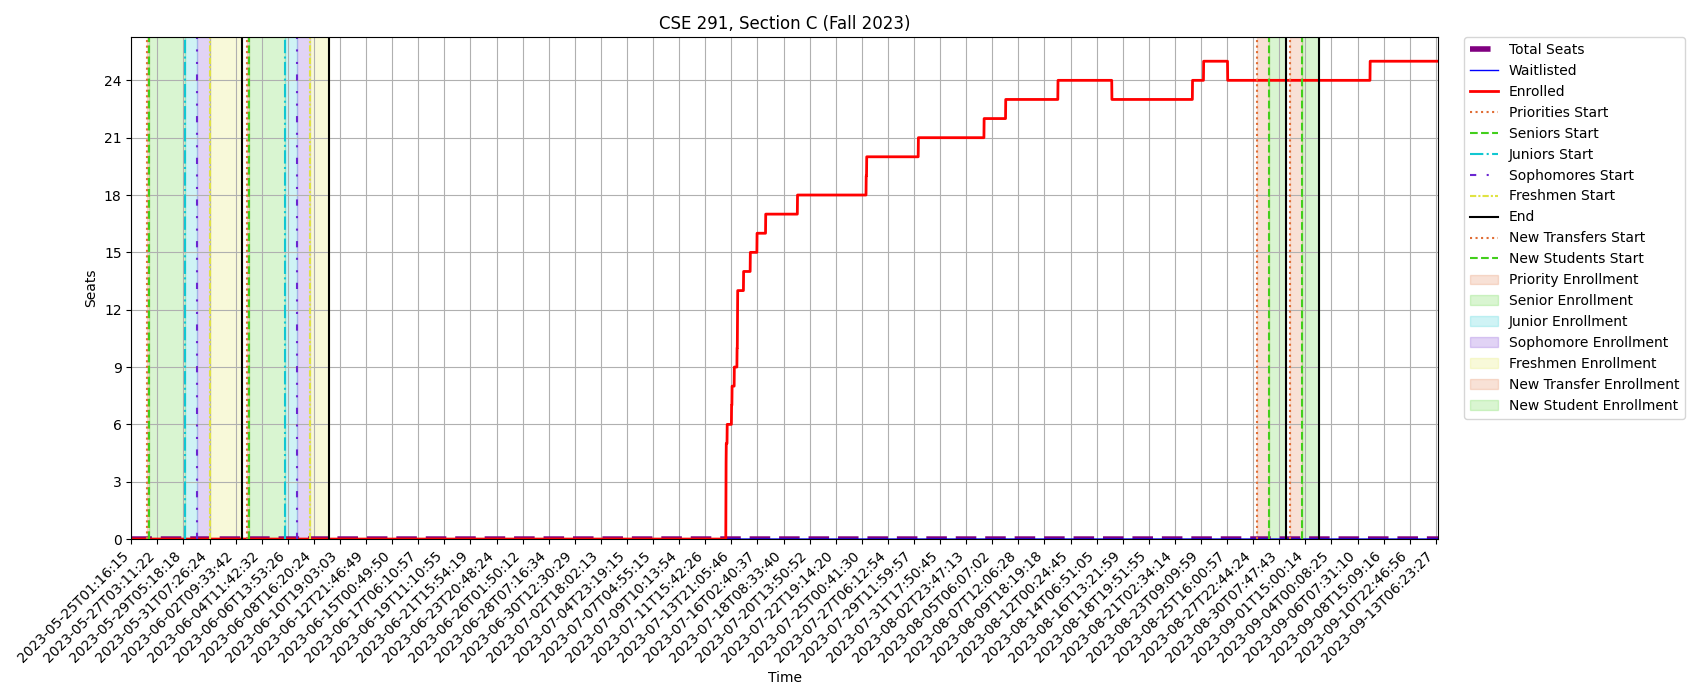 CSE 291, Section C (Fall 2023)
Seats
24
21
18
15
12
9
6
3
0
2023-05-25T01:16:15
2023-05-27T03:11:22
2023-05-29T05:18:18
2023-05-31T07:26:24
2023-06-02T09:33:42
2023-06-04T11:42:32
2023-06-06T13:53:26
2023-06-08T16:20:24
2023-06-10T19:03:03
2023-06-12T21:46:49
2023-06-15T00:49:50
2023-06-17T06:10:57
2023-06-19T11:10:55
2023-06-21T15:54:19
2023-06-23T20:48:24
2023-06-26T01:50:12
2023-06-28T07:16:34
2023-06-30T12:30:29
2023-07-02T18:02:13
2023-07-04T23:19:15
2023-07-07T04:55:15
2023-07-09T10:13:54
2023-07-11T15:42:26
2023-07-13T21:05:46
2023-07-16T02:40:37
2023-07-18T08:33:40
2023-07-20T13:50:52
2023-07-22T19:14:20
2023-07-25T00:41:30
2023-07-27T06:12:54
2023-07-29T11:59:57
2023-07-31T17:50:45
2023-08-02T23:47:13
2023-08-05T06:07:02
2023-08-07T12:06:28
2023-08-09T18:19:18
2023-08-12T00:24:45
2023-08-14T06:51:05
2023-08-16T13:21:59
2023-08-18T19:51:55
2023-08-21T02:34:14
2023-08-23T09:09:59
2023-08-25T16:00:57
2023-08-27T22:44:24
2023-08-30T07:47:43
2023-09-01T15:00:14
2023-09-04T00:08:25
2023-09-06T07:31:10
2023-09-08T15:09:16
2023-09-10T22:46:56
2023-09-13T06:23:27
Time
Total Seats
Waitlisted
Enrolled
Priorities Start
Seniors Start
Juniors Start
Sophomores Start
Freshmen Start
End
New Transfers Start
New Students Start
Priority Enrollment
Senior Enrollment
Junior Enrollment
Sophomore Enrollment
Freshmen Enrollment
New Transfer Enrollment
New Student Enrollment